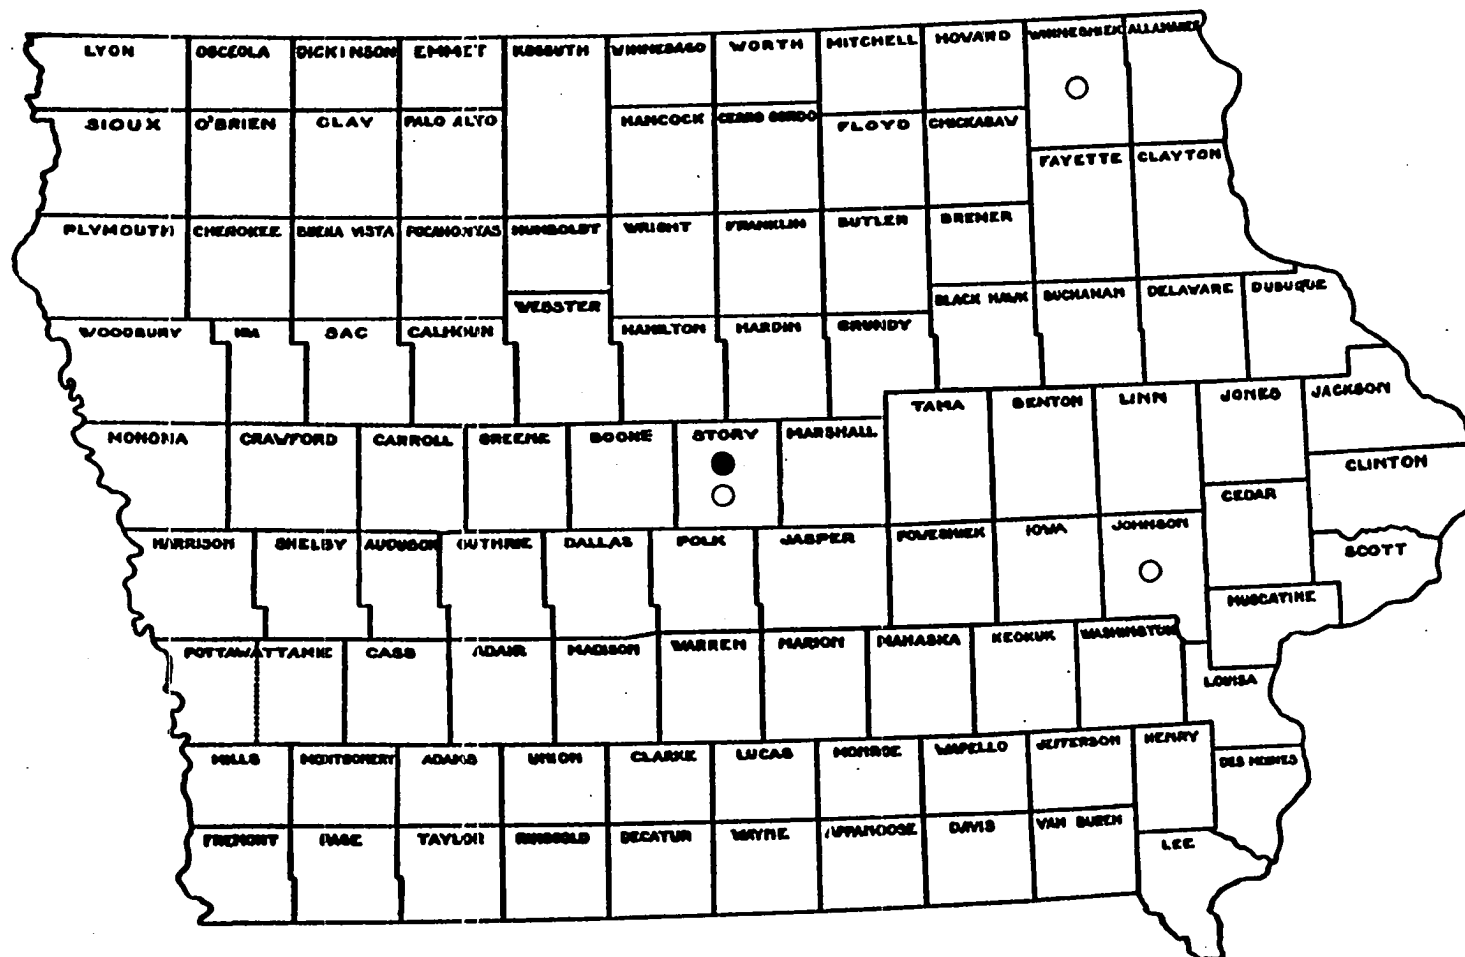 LYON OSCEOLA DICKINSON EMMET KOSSUTH WINNEBAGO WORTH MITCHELL HOWARD WINNESHIEK ALLAMAKEE
SIOUX O'BRIEN CLAY PALO ALTO HANCOCK CERRO GORDO FLOYD CHICKASAW
FAYETTE CLAYTON
PLYMOUTH CHEROKEE BUENA VISTA POCAHONTAS HUMBOLDT WRIGHT FRANKLIN BUTLER BREMER
WOODBURY IDA SAC CALHOUN WEBSTER HAMILTON HARDIN GRUNDY BLACK HAWK BUCHANAN DELAWARE DUBUQUE
MONONA CRAWFORD CARROLL GREENE BOONE STORY MARSHALL TAMA BENTON LINN JONES JACKSON
CLINTON
CEDAR
HARRISON SHELBY AUDUBON GUTHRIE DALLAS POLK JASPER POWESHIEK IOWA JOHNSON
SCOTT
MUSCATINE
POTTAWATTAMIE CASS ADAIR MADISON WARREN MARION MAHASKA KEOKUK WASHINGTON
LOUISA
MILLS MONTGOMERY ADAMS UNION CLARKE LUCAS MONROE WAPELLO JEFFERSON HENRY
DES MOINES
FREMONT PAGE TAYLOR RINGGOLD DECATUR WAYNE APPANOOSE DAVIS VAN BUREN
LEE